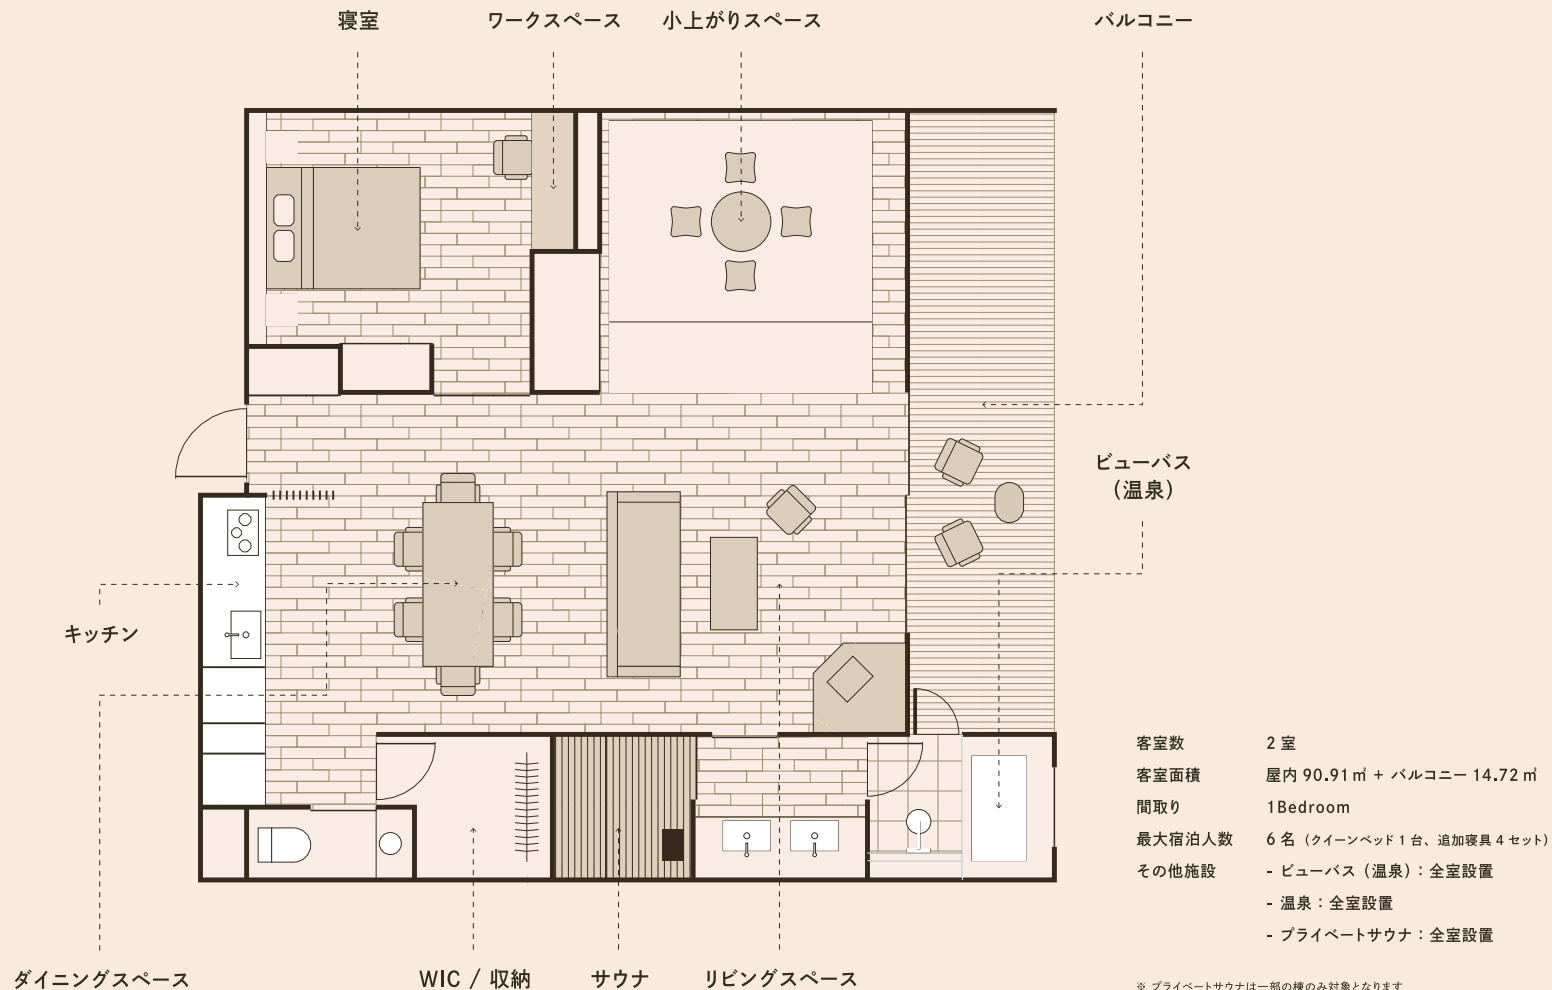 寝室
ワークスペース
小上がりスペース
バルコニー
ビューバス
（温泉）
キッチン
ダイニングスペース
WIC / 収納
サウナ
リビングスペース
客室数 2 室
客室面積 屋内 90.91㎡ + バルコニー 14.72 ㎡
間取り 1Bedroom
最大宿泊人数 6 名（クイーンベッド 1 台、追加寝具 4 セット）
その他施設 - ビューバス（温泉）：全室設置
- 温泉：全室設置
- プライベートサウナ：全室設置
※ プライベートサウナは一部の棟のみ対象となります